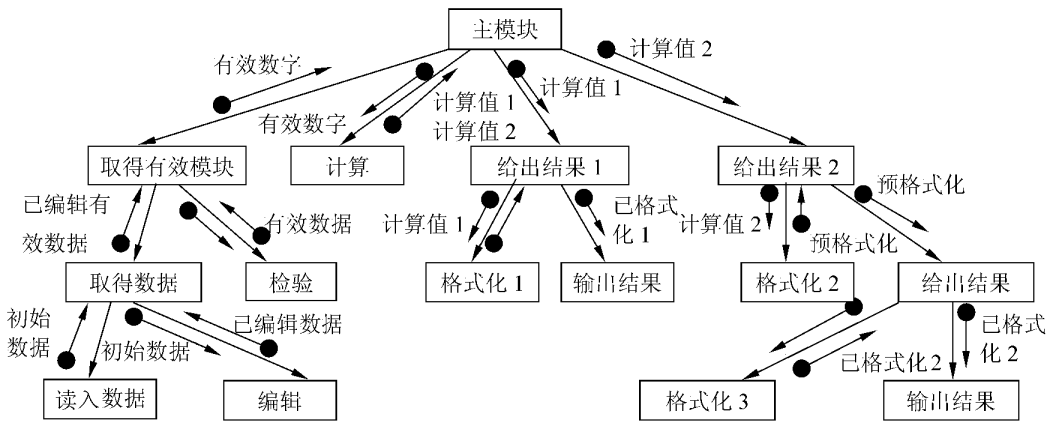 主模块
计算值 2
有效数字
计算值 1
有效数字
计算值 1
计算值 2
取得有效模块
计算
给出结果 1
给出结果 2
已编辑有
效数据
有效数据
计算值 1
已格式
化 1
计算值 2
预格式化
预格式化
取得数据
检验
格式化 1
输出结果
格式化 2
给出结果
初始
数据
初始数据
已编辑数据
已格式化2
已格式
化 2
读入数据
编辑
格式化3
输出结果